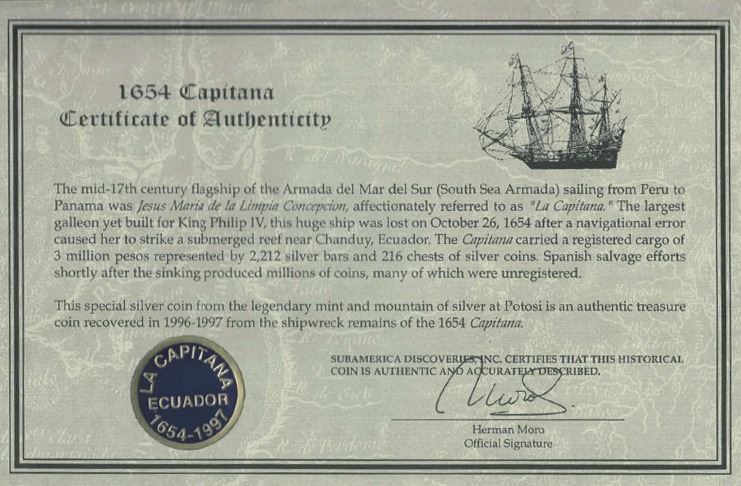 1654 Capitana
Certificate of Authenticity
The mid-17th century flagship of the Armada del Mar del Sur (South Sea Armada) sailing from Peru to
Panama was Jesus Maria de la Limpia Concepcion, affectionately referred to as "La Capitana." The largest
galleon yet built for King Philip IV, this huge ship was lost on October 26, 1654 after a navigational error
caused her to strike a submerged reef near Chanduy, Ecuador. The Capitana carried a registered cargo of
3 million pesos represented by 2,212 silver bars and 216 chests of silver coins. Spanish salvage efforts
shortly after the sinking produced millions of coins, many of which were unregistered.
This special silver coin from the legendary mint and mountain of silver at Potosi is an authentic treasure
coin recovered in 1996-1997 from the shipwreck remains of the 1654 Capitana.
SUBAMERICA DISCOVERIES, INC. CERTIFIES THAT THIS HISTORICAL
COIN IS AUTHENTIC AND ACCURATELY DESCRIBED.
LA CAPITANA
ECUADOR
1654-1997
Herman Moro
Official Signature